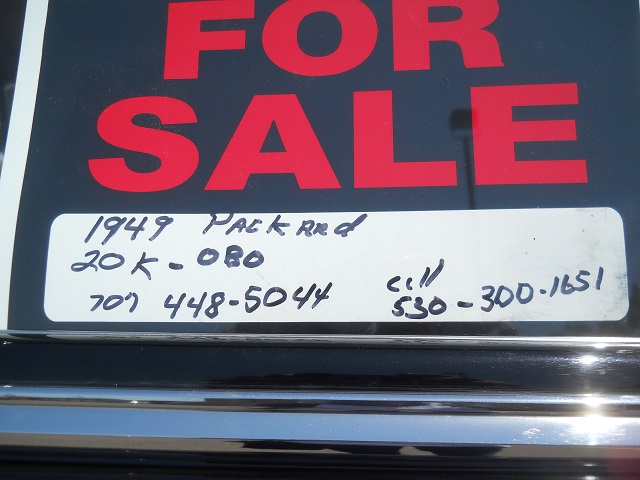 FOR
SALE
1949 Packard
20K - OBO
707 448-5044 cell
530-300-1651